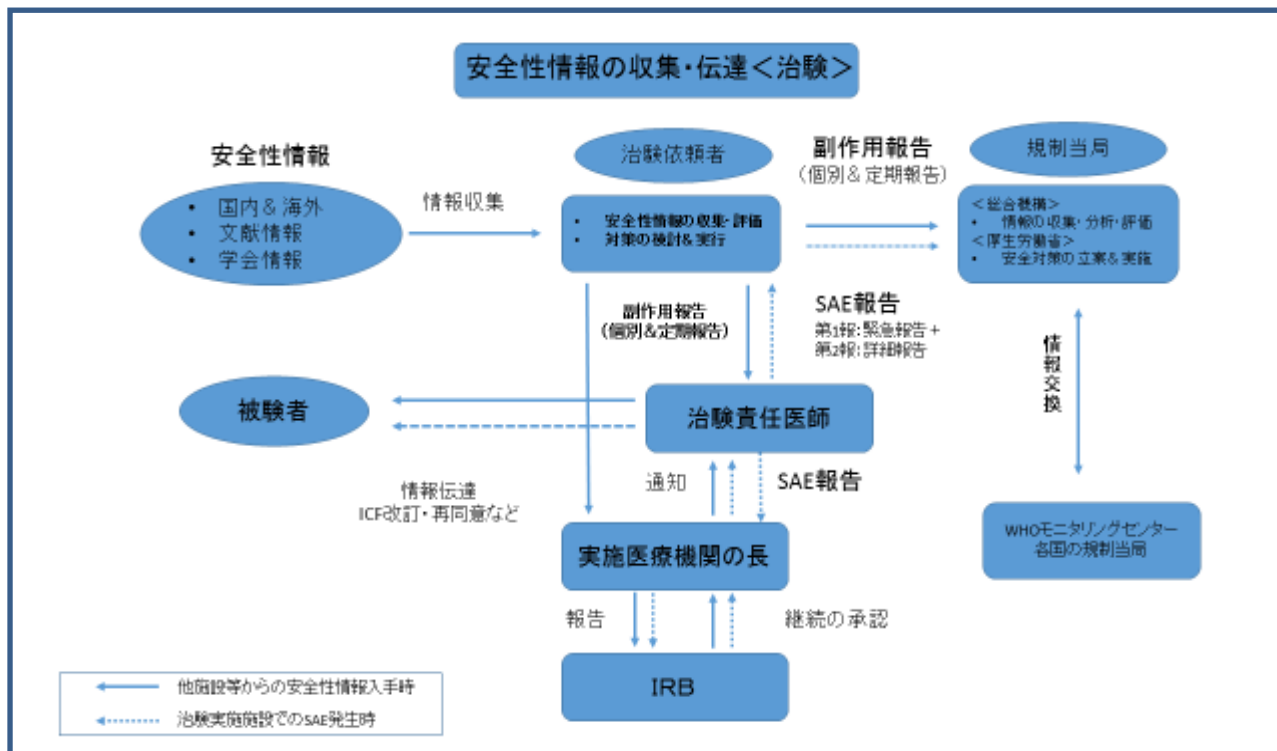 安全性情報の収集・伝達<治験>
安全性情報
• 国内&海外
• 文献情報
• 学会情報
情報収集
治験依頼者
• 安全性情報の収集・評価
• 対策の検討&実行
副作用報告
(個別&定期報告)
規制当局
<総合機構>
• 情報の収集・分析・評価
<厚生労働省>
• 安全対策の立案&実施
副作用報告
(個別&定期報告)
SAE報告
第1報:緊急報告+
第2報:詳細報告
情報交換
被験者
治験責任医師
情報伝達
ICF改訂・再同意など
通知
SAE報告
実施医療機関の長
WHOモニタリングセンター
各国の規制当局
報告
継続の承認
IRB
他施設等からの安全性情報入手時
治験実施施設でのSAE発生時